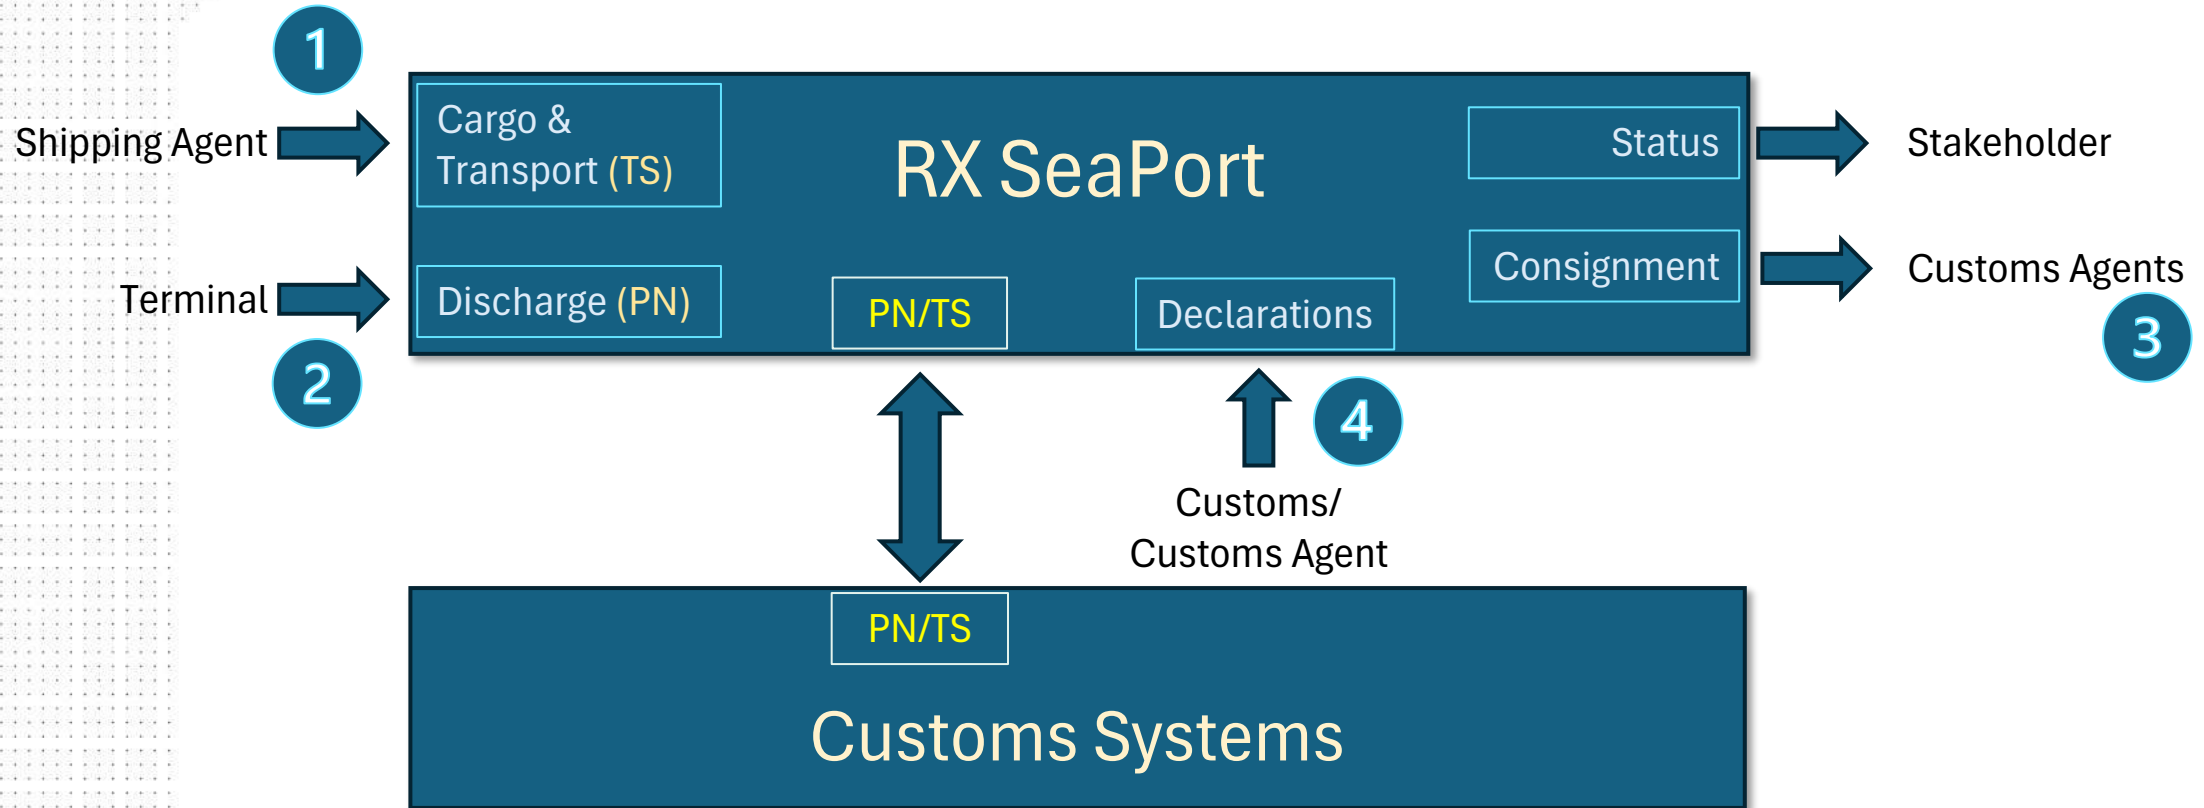 1
Shipping Agent
Cargo &
Transport (TS)
RX SeaPort
Status
Stakeholder
Terminal
Discharge (PN)
PN/TS
Declarations
Consignment
Customs Agents
2
3
4
Customs/
Customs Agent
PN/TS
Customs Systems